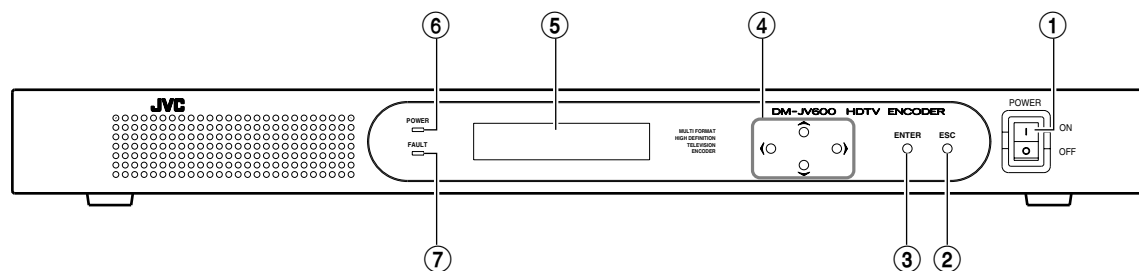 ⑥ ⑤ ④ ①
JVC
DM-JV600 HDTV ENCODER
POWER
POWER
MULTI FORMAT
HIGH DEFINITION
TELEVISION
ENCODER
ENTER ESC
I
ON
FAULT
O
OFF
⑦ ③ ②